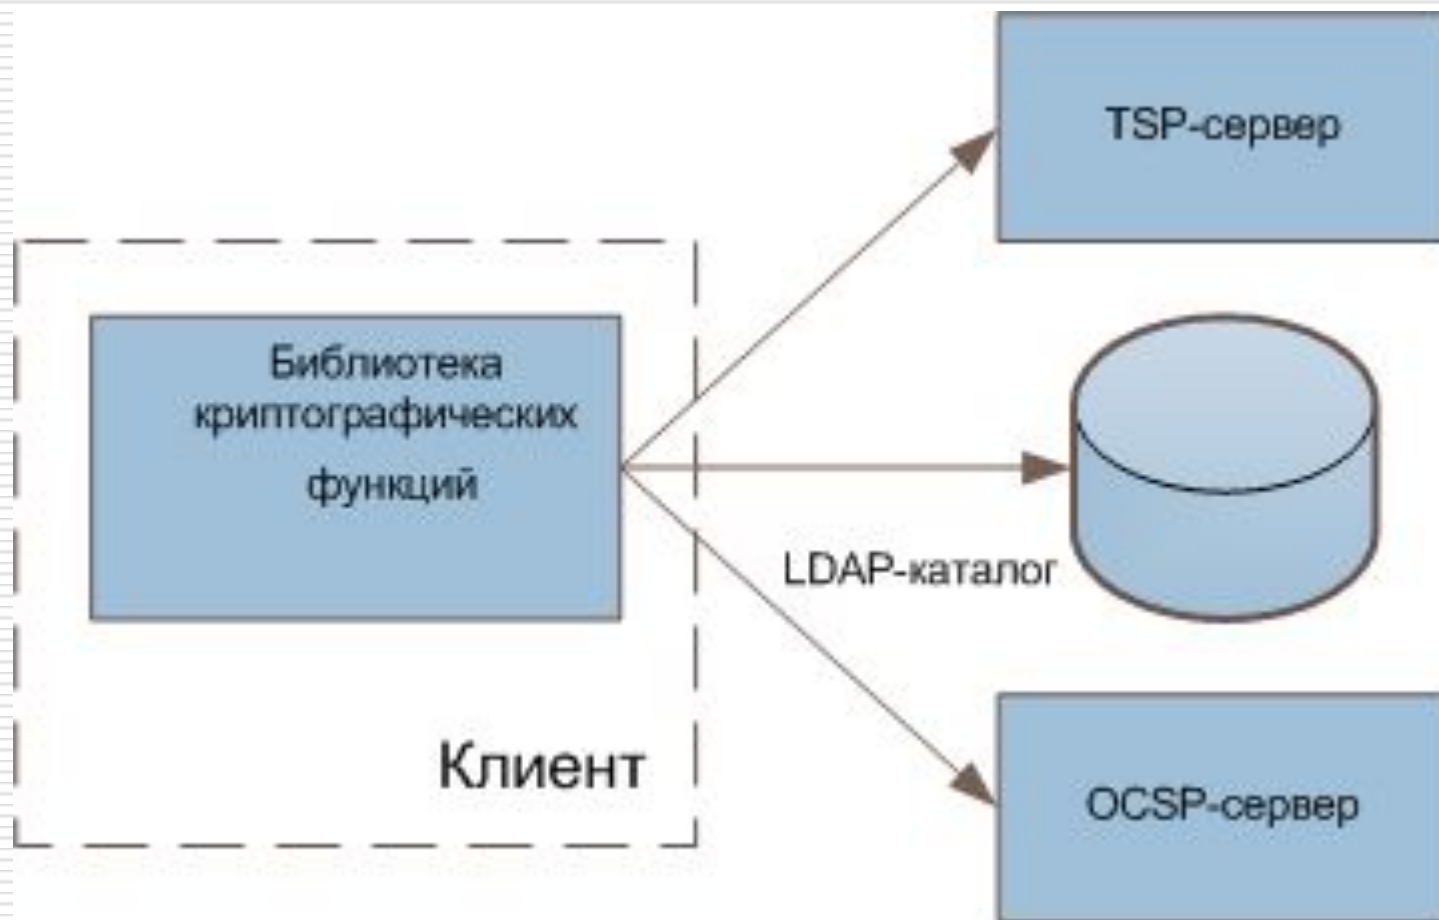 TSP-сервер
Библиотека
криптографических
функций
LDAP-каталог
Клиент
OCSP-сервер